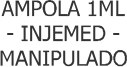 AMPOLA 1ML
- INJEMED -
MANIPULADO